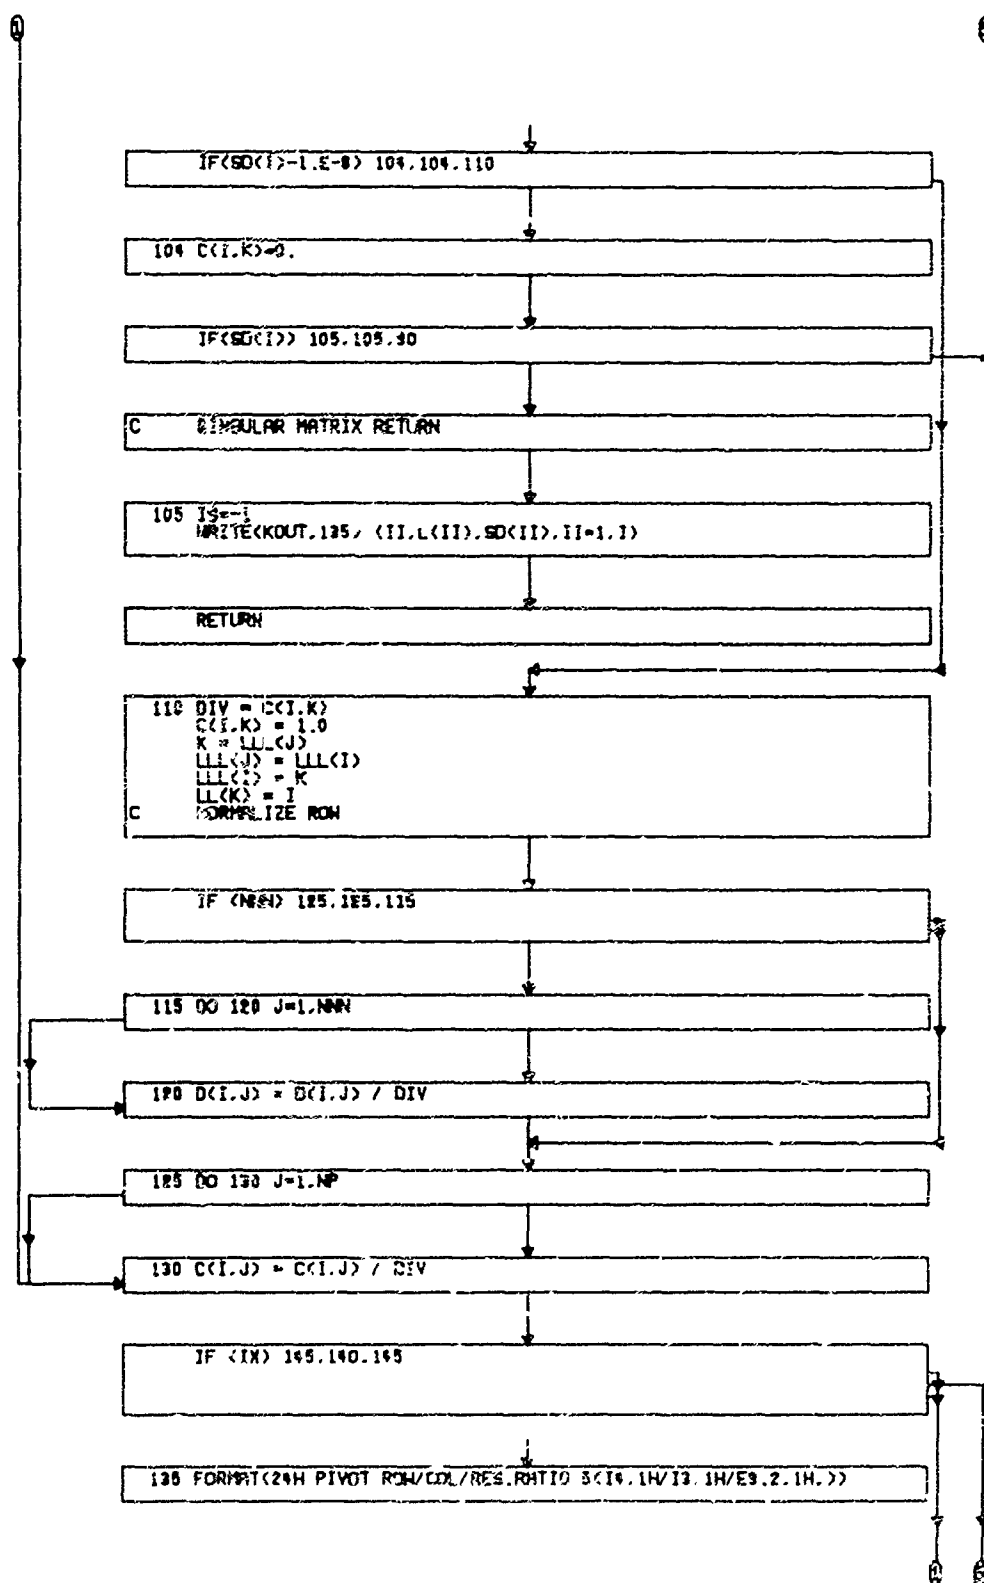 1
IF(SD(I)-1.E-8) 104,104,110
104 C(I,K)=0.
IF(SD(I)) 105,105,90
C SINGULAR MATRIX RETURN
105 IS=-1
WRITE(KOUT,135) (II,L(II),SD(II),II=1,I)
RETURN
110 DIV = C(I,K)
C(I,K) = 1.0
K = LLL(J)
LLL(J) = LLL(I)
LLL(I) = K
LL(K) = I
C NORMALIZE ROW
IF (NNN) 125,125,115
115 DO 120 J=1,NNN
120 D(I,J) = D(I,J) / DIV
125 DO 130 J=1,NP
130 C(I,J) = C(I,J) / DIV
IF (IX) 145,140,145
135 FORMAT(24H PIVOT ROW/COL/RES.RATIO 5(I4,1H/I3,1H/E9.2,1H,))